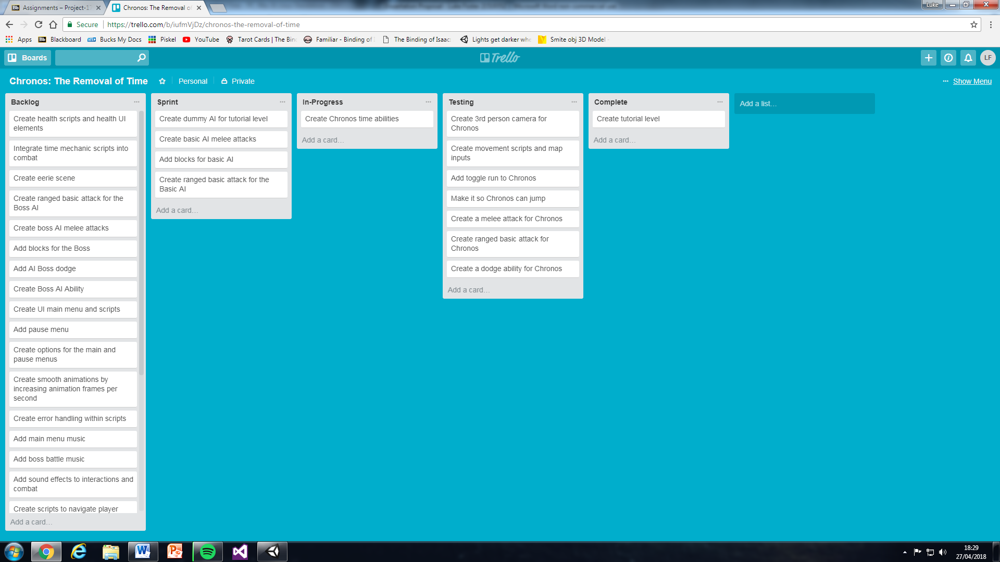 Assignments – Project-17
Chronos: The Removal of
Luke
Secure
https://trello.com/b/iufmVjDz/chronos-the-removal-of-time
Apps
Blackboard
Bucks My Docs
Piskel
YouTube
Tarot Cards | The Bin
Familiar - Binding of
The Binding of Isaac:
Lights get darker whe
Smite obj 3D Model -
Boards
Trello
LF
Chronos: The Removal of Time
Personal
Private
... Show Menu
Backlog
Create health scripts and health UI
elements
Integrate time mechanic scripts into
combat
Create eerie scene
Create ranged basic attack for the
Boss AI
Create boss AI melee attacks
Add blocks for the Boss
Add AI Boss dodge
Create Boss AI Ability
Create UI main menu and scripts
Add pause menu
Create options for the main and
pause menus
Create smooth animations by
increasing animation frames per
second
Create error handling within scripts
Add main menu music
Add boss battle music
Add sound effects to interactions and
combat
Create scripts to navigate player
Add a card...
Sprint
Create dummy AI for tutorial level
Create basic AI melee attacks
Add blocks for basic AI
Create ranged basic attack for the
Basic AI
Add a card...
In-Progress
Create Chronos time abilities
Add a card...
Testing
Create 3rd person camera for
Chronos
Create movement scripts and map
inputs
Add toggle run to Chronos
Make it so Chronos can jump
Create a melee attack for Chronos
Create ranged basic attack for
Chronos
Create a dodge ability for Chronos
Add a card...
Complete
Create tutorial level
Add a card...
Add a list...
18:29
27/04/2018